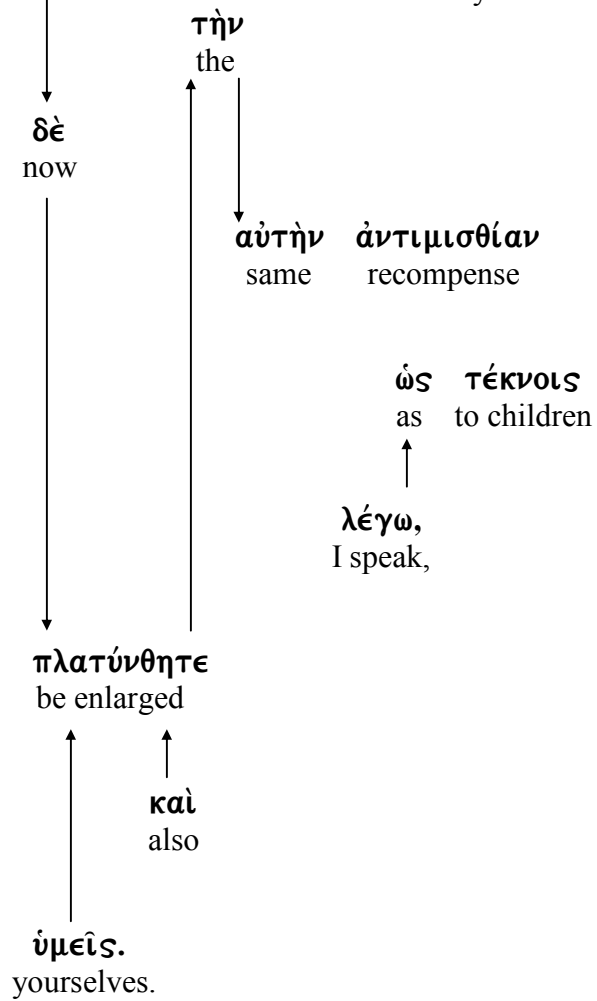 τὴν
the
δὲ
now
αὐτὴν ἀντιμισθίαν
same recompense
ὡς τέκνοις
as to children
λέγω,
I speak,
πλατύνθητε
be enlarged
καὶ
also
ὑμεῖς.
yourselves.